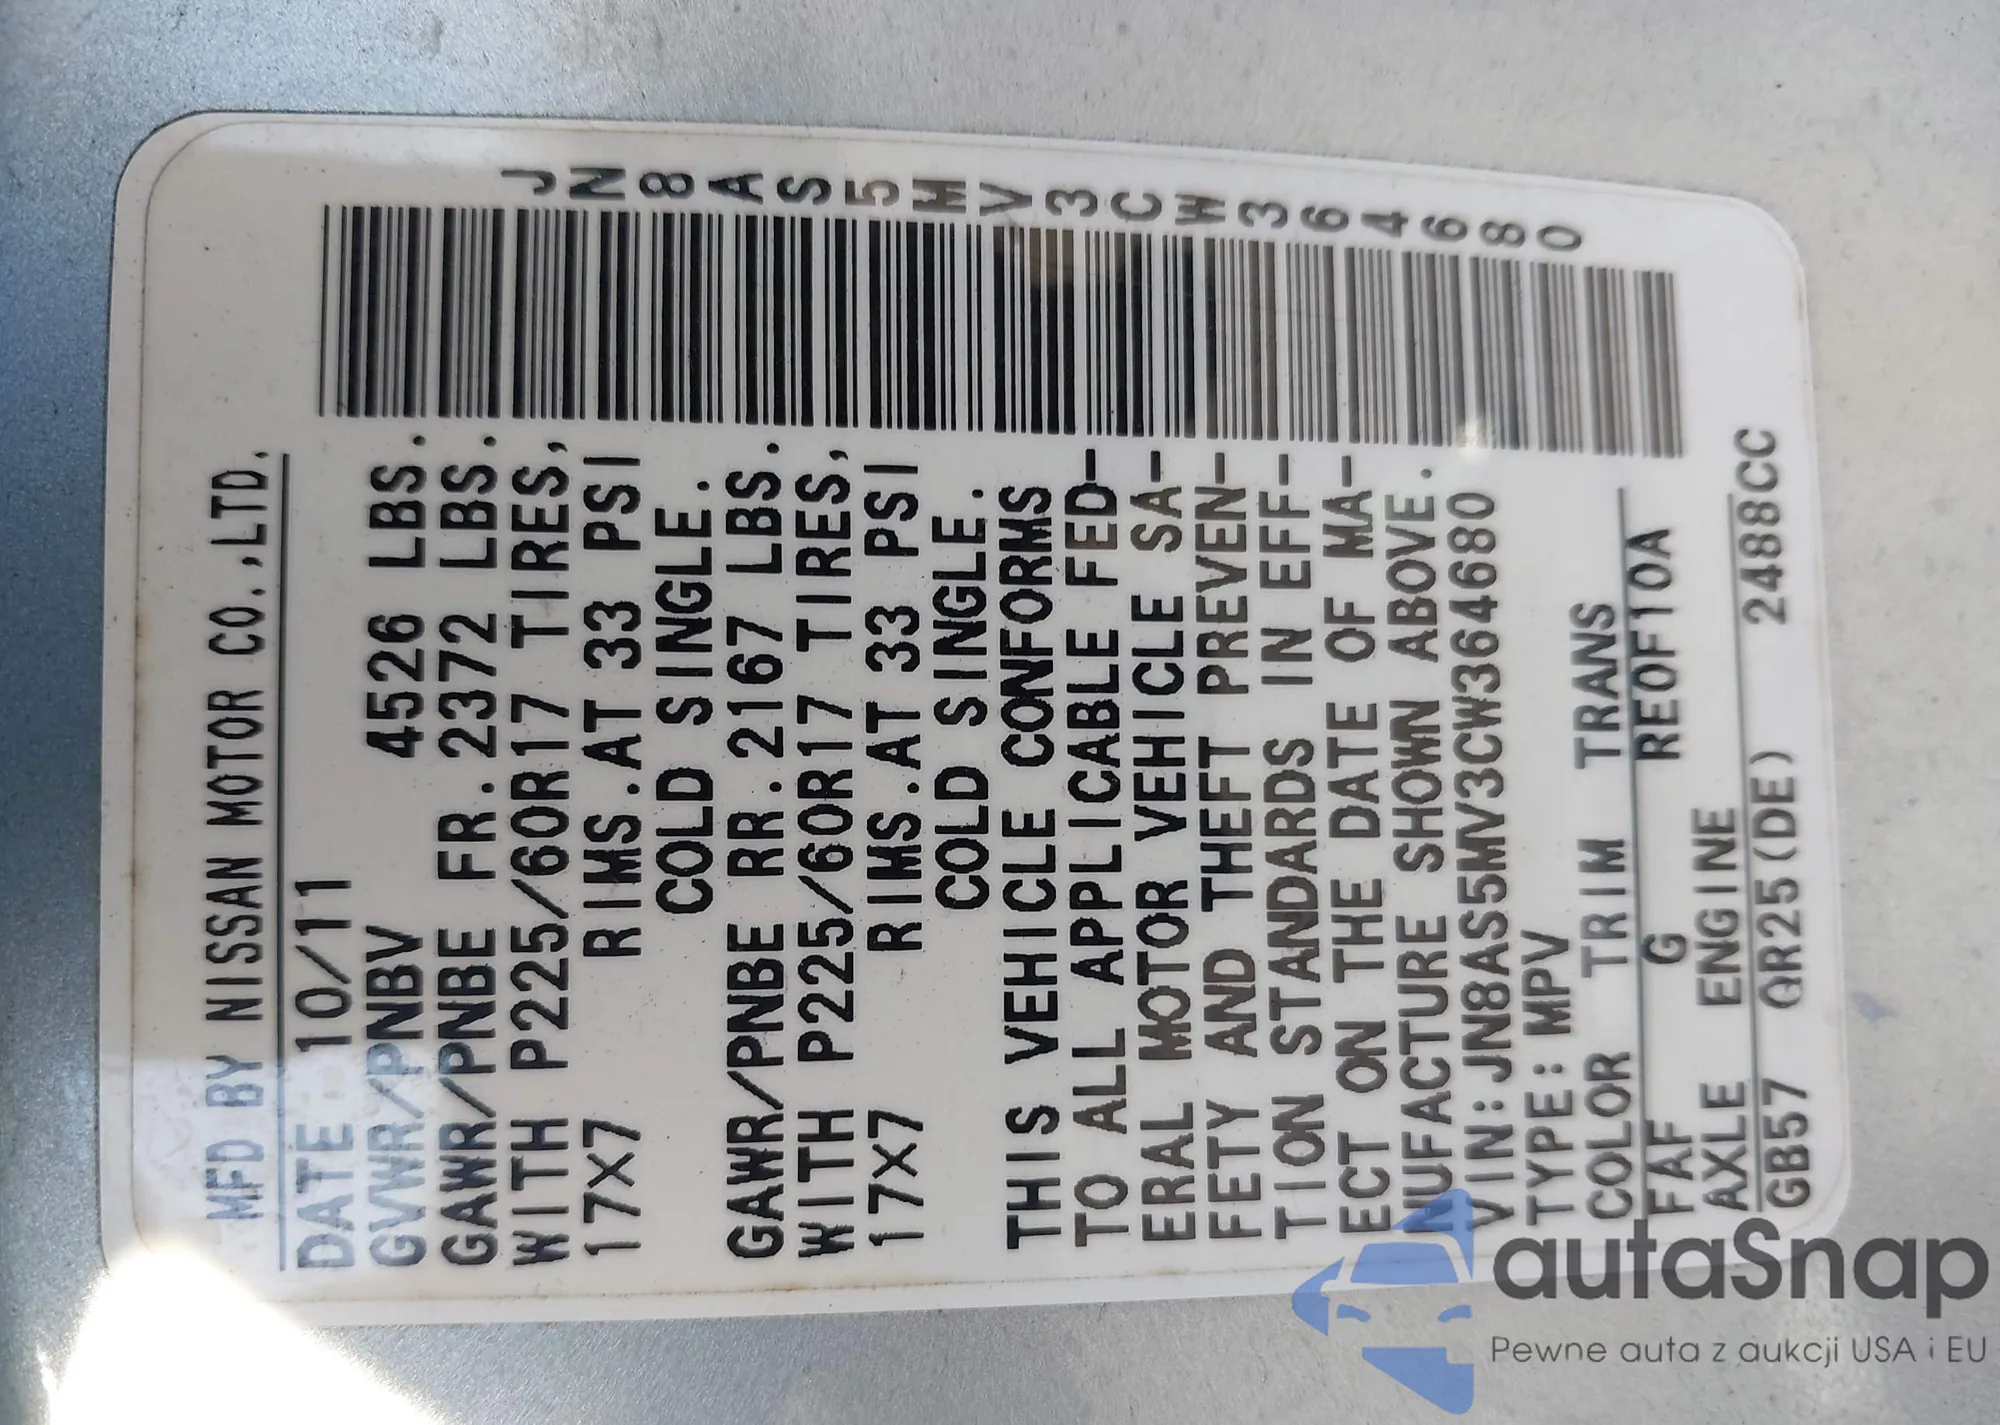 MFD BY NISSAN MOTOR CO.,LTD.
DATE :10/11
GVWR/PNBV 4526 LBS.
GAWR/PNBE FR.2372 LBS.
WITH P225/60R17 TIRES,
17X7 RIMS.AT 33 PSI
COLD SINGLE.
GAWR/PNBE RR.2167 LBS.
WITH P225/60R17 TIRES,
17X7 RIMS.AT 33 PSI
COLD SINGLE.
THIS VEHICLE CONFORMS
TO ALL APPLICABLE FED-
ERAL MOTOR VEHICLE SA-
FETY AND THEFT PREVEN-
TION STANDARDS IN EFF-
ECT ON THE DATE OF MA-
NUFACTURE SHOWN ABOVE.
VIN:JN8AS5MV3CW364680
TYPE:MPV
COLOR TRIM TRANS
FAF G RE0F10A
AXLE ENGINE
GB57 QR25(DE) 2488CC
JN8AS5MV3CW364680
autaSnap
Pewne auta z aukcji USA i EU